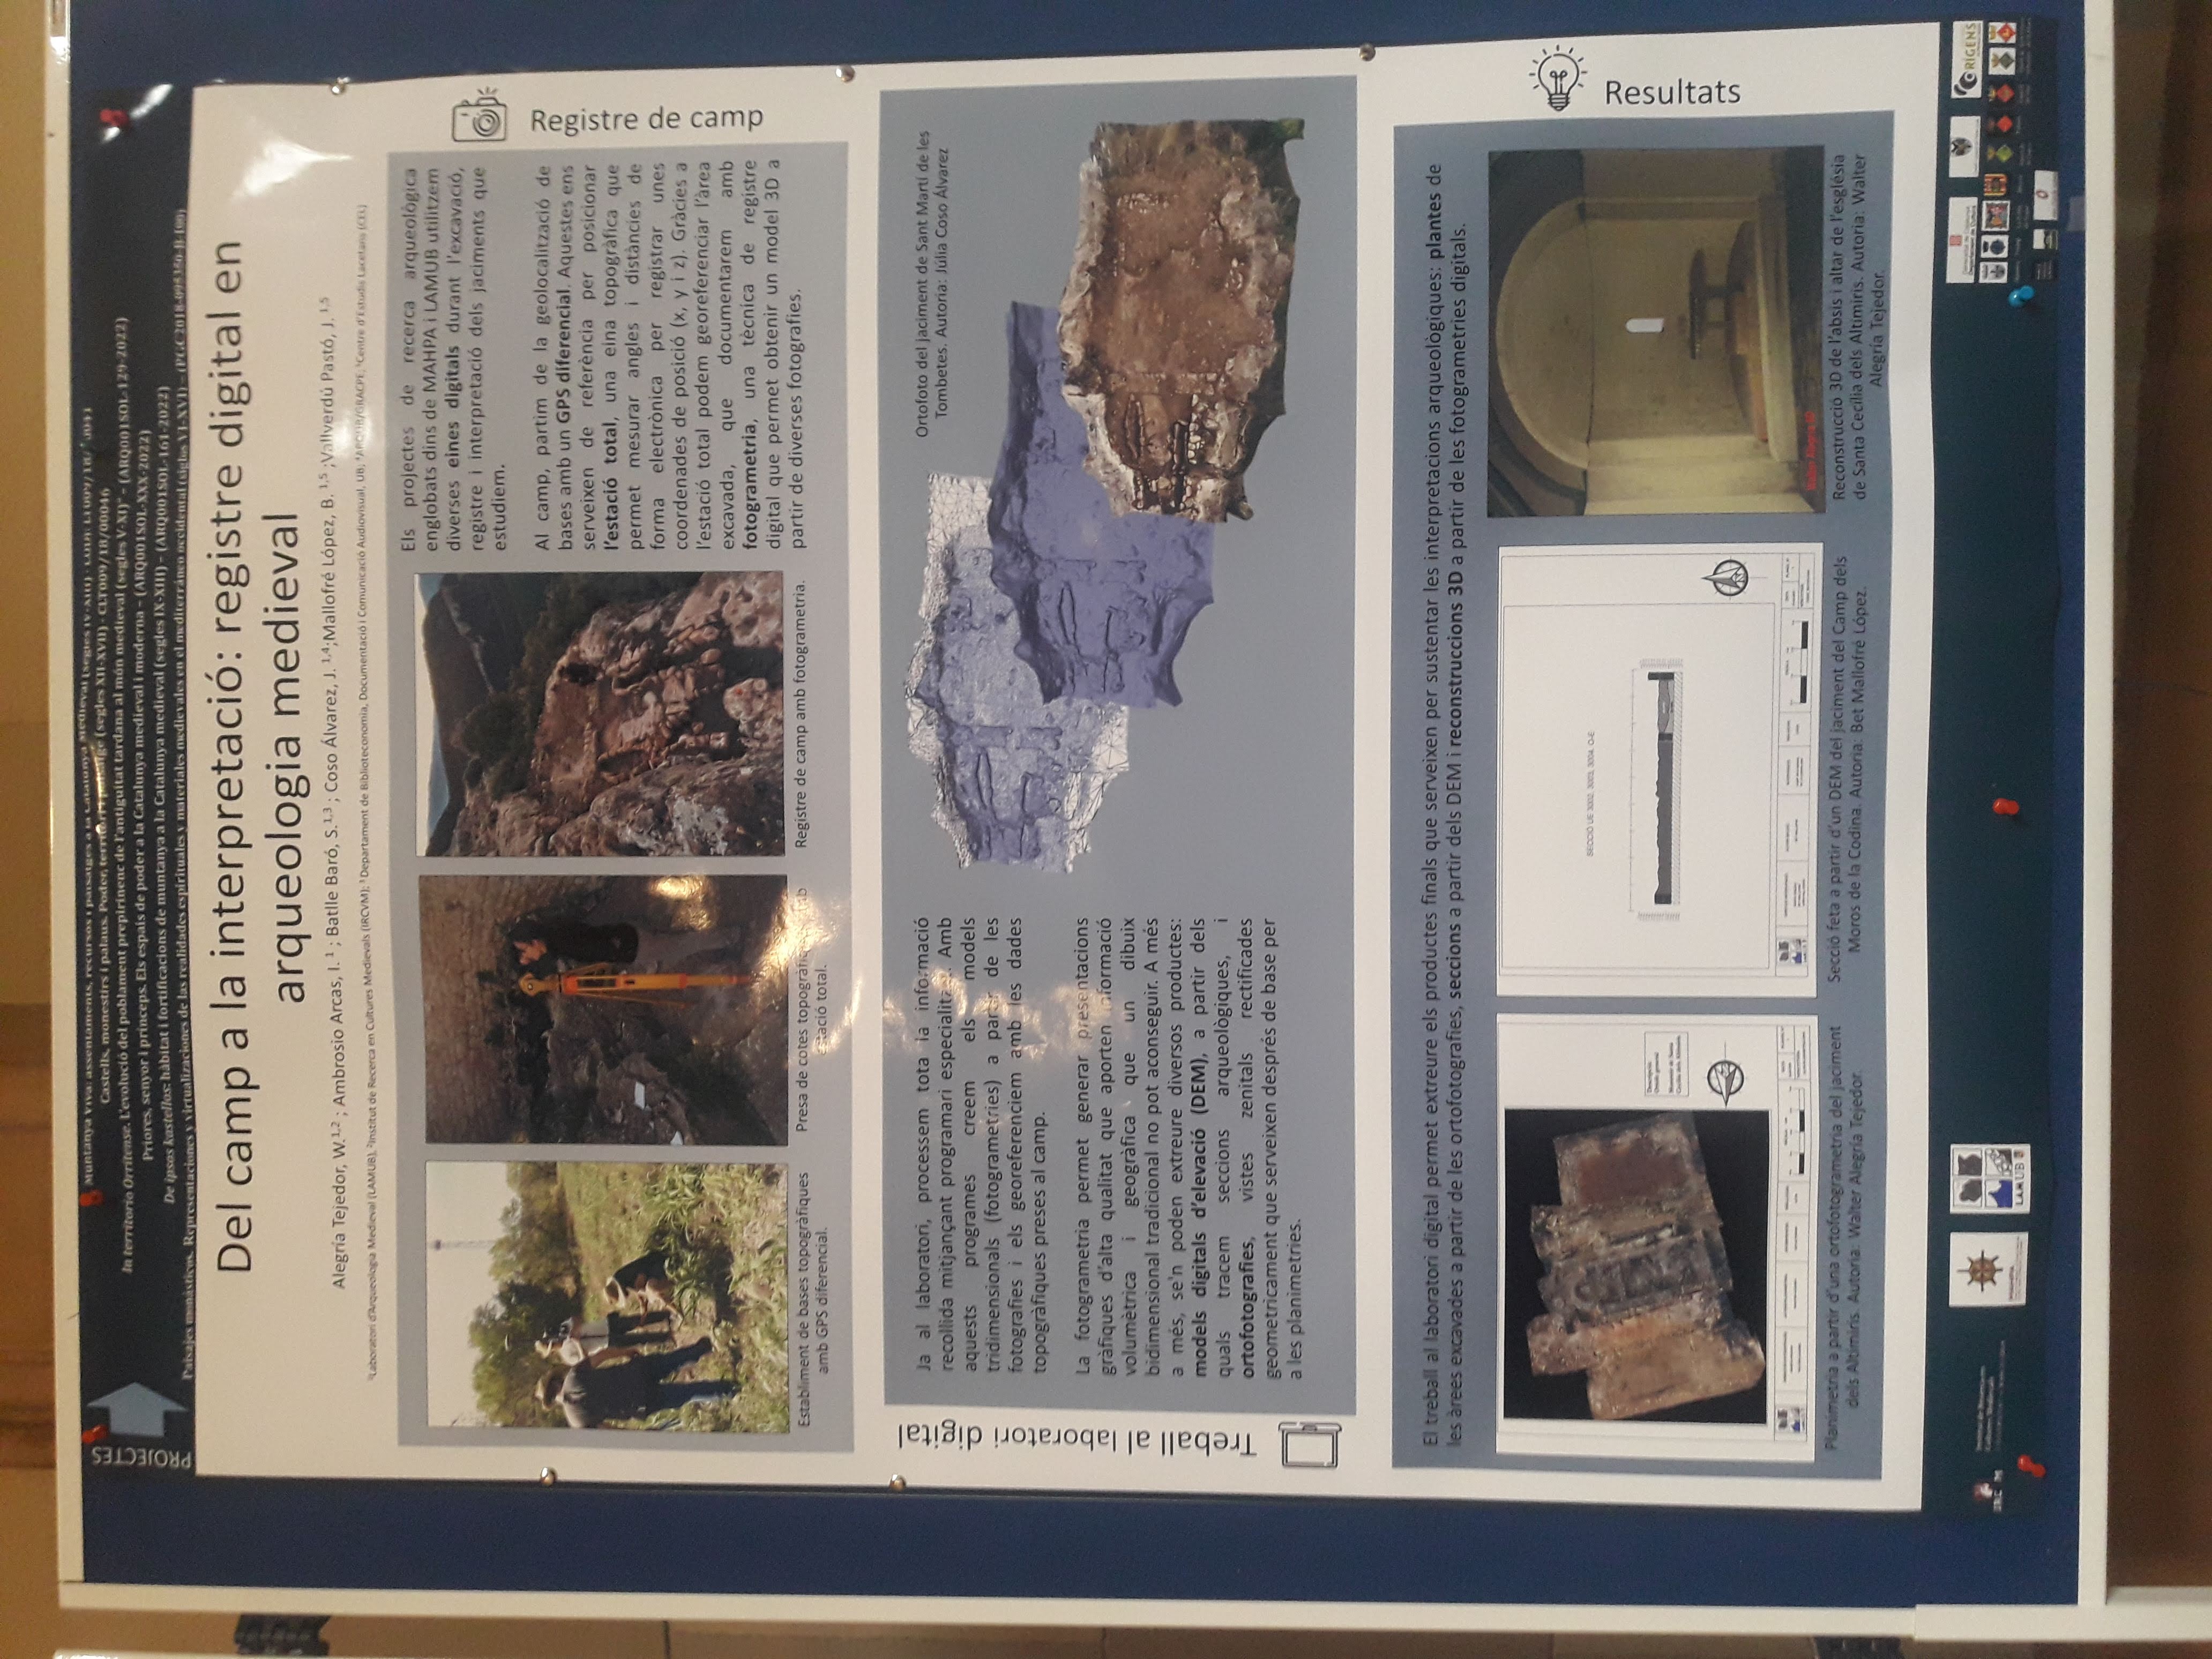 PROJECTES
Muntanya viva: assentaments, recursos i paisatges a la Catalunya medieval (segles IV-XIII)
Castells, monestirs i palaus. Poder, territori i paisatge (segles XII-XVII) - CLT009/18/00046
In territorio Orritense. L'evolució del poblament prepirinenc de l'antiguitat tardana al món medieval (segles V-XI)" – (ARQ001SOL-129-2022)
Priores, senyor i princeps. Els espais de poder a la Catalunya medieval i moderna – (ARQ001SOL-XXX-2022)
De ipsos kastellos: hàbitat i fortificacions de muntanya a la Catalunya medieval (segles IX-XIII) – (ARQ001SOL-161-2022)
Paisajes monásticos. Representaciones y virtualizaciones de las realidades espirituales y materiales medievales en el mediterráneo occidental (siglos VI-XVI) – (PGC2018-095350-B-I00)
Del camp a la interpretació: registre digital en
arqueologia medieval
Alegría Tejedor, W.1,2 ; Ambrosio Arcas, I.1 ; Batlle Baró, S.1,3 ; Coso Álvarez, J. 1,4;Mallofré López, B. 1,5 ;Vallverdú Pastó, J. 1,5
Laboratori d'Arqueologia Medieval (LAMUB), 2Institut de Recerca en Cultures Medievals (IRCVM); 3 Departament de Biblioteconomia, Documentació i Comunicació Audiovisual, UB; 4ARQUB/GRACPE; 5Centre d'Estudis Lacetans (CEL)
Els projectes de recerca arqueològica
englobats dins de MAHPA i LAMUB utilitzem
diverses eines digitals durant l'excavació,
registre i interpretació dels jaciments que
estudiem.
Al camp, partim de la geolocalització de
bases amb un GPS diferencial. Aquestes ens
serveixen de referència per posicionar
l'estació total, una eina topogràfica que
permet mesurar angles i distàncies de
forma electrònica per registrar unes
coordenades de posició (x, y i z). Gràcies a
l'estació total podem georeferenciar l'àrea
excavada, que documentarem amb
fotogrametria, una tècnica de registre
digital que permet obtenir un model 3D a
partir de diverses fotografies.
Registre de camp
Establiment de bases topogràfiques
amb GPS diferencial.
Presa de cotes topogràfiques amb
estació total.
Registre de camp amb fotogrametria.
Treball al laboratori digital
Ja al laboratori, processem tota la informació
recollida mitjançant programari especialitzat. Amb
aquests programes creem els models
tridimensionals (fotogrametries) a partir de les
fotografies i els georeferenciem amb les dades
topogràfiques preses al camp.
La fotogrametria permet generar presentacions
gràfiques d'alta qualitat que aporten informació
volumètrica i geogràfica que un dibuix
bidimensional tradicional no pot aconseguir. A més
a més, se'n poden extreure diversos productes:
models digitals d'elevació (DEM), a partir dels
quals tracem seccions arqueològiques, i
ortofotografies, vistes zenitals rectificades
geometricament que serveixen després de base per
a les planimetries.
Ortofoto del jaciment de Sant Martí de les
Tombetes. Autoria: Júlia Coso Álvarez
El treball al laboratori digital permet extreure els productes finals que serveixen per sustentar les interpretacions arqueològiques: plantes de
les àrees excavades a partir de les ortofotografies, seccions a partir dels DEM i reconstruccions 3D a partir de les fotogrametries digitals.
Resultats
SECCIÓ UE 3002, 3003, 3004. O-E
Walter Alegría
Planimetria a partir d'una ortofotogrametria del jaciment
dels Altimiris. Autoria: Walter Alegría Tejedor.
Secció feta a partir d'un DEM del jaciment del Camp dels
Moros de la Codina. Autoria: Bet Mallofré López.
Reconstrucció 3D de l'absis i altar de l'església
de Santa Cecília dels Altimiris. Autoria: Walter
Alegría Tejedor.
Institut de Recerca en
Cultures Medievals
MAHPA
LAMUB
Generalitat de Catalunya
Departament de Cultura
ORÍGENS